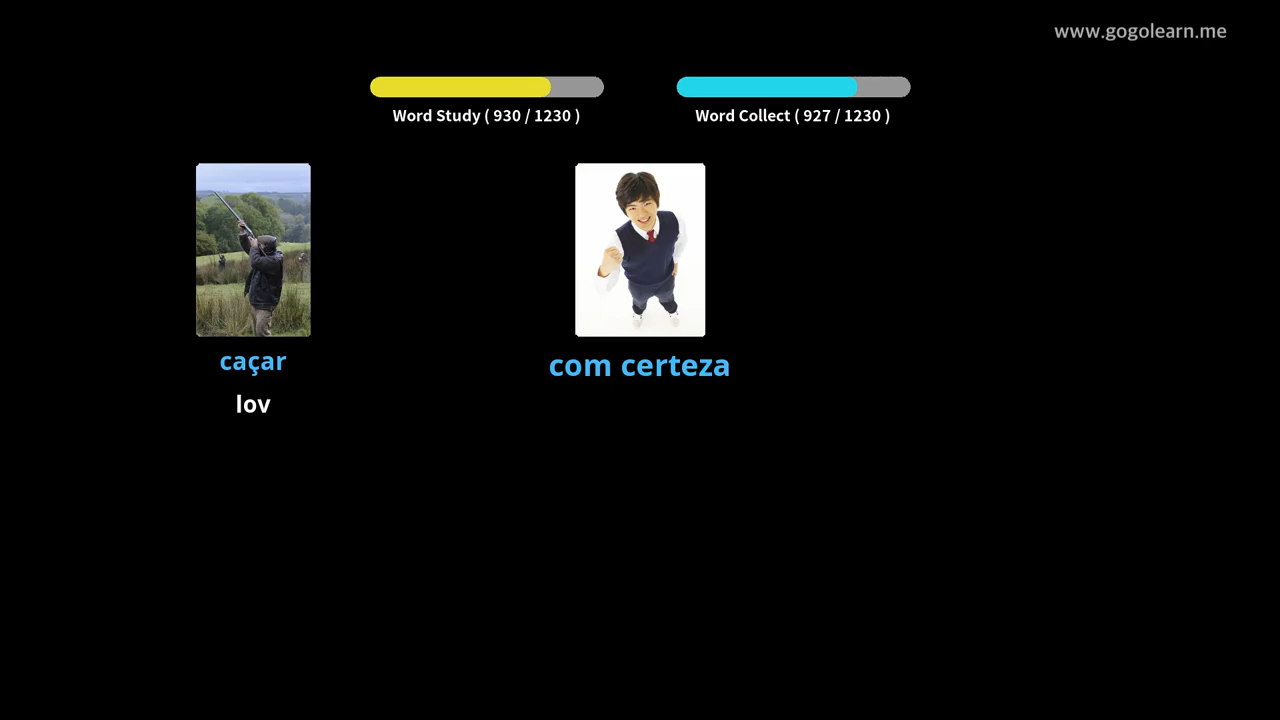 www.gogolearn.me
Word Study ( 930 / 1230 )
Word Collect ( 927 / 1230 )
caçar
lov
com certeza